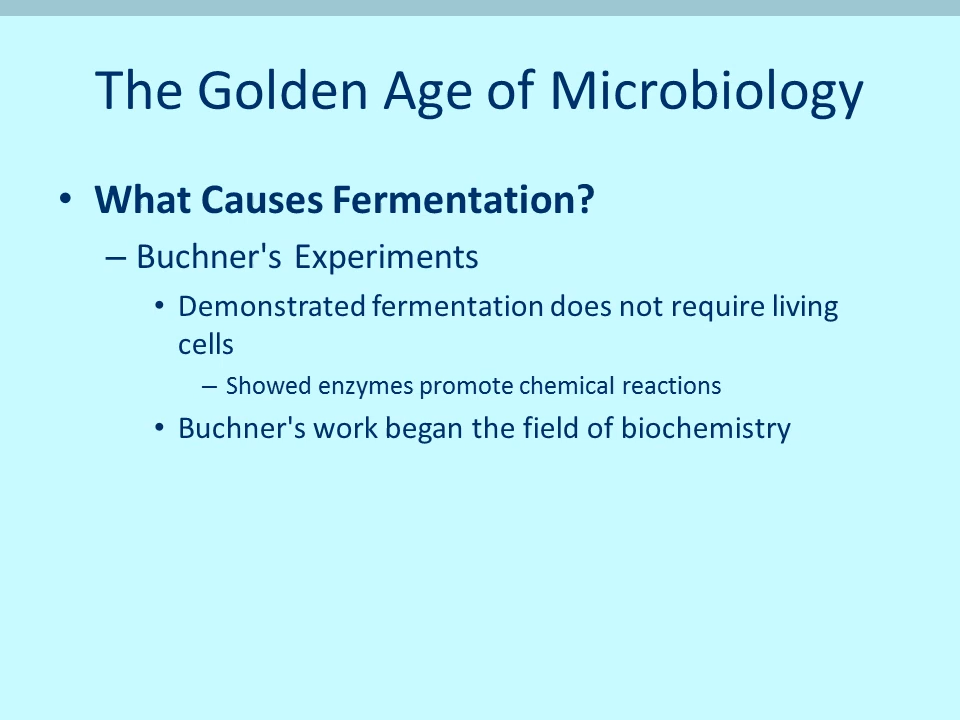 The Golden Age of Microbiology
• What Causes Fermentation?
– Buchner's Experiments
• Demonstrated fermentation does not require living
cells
– Showed enzymes promote chemical reactions
• Buchner's work began the field of biochemistry